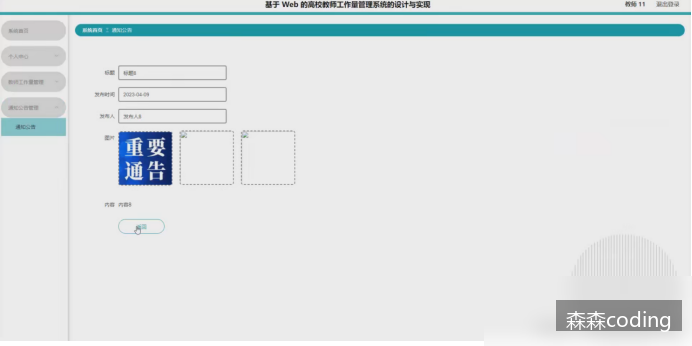 基于 Web 的高校教师工作量管理系统的设计与实现
教师 11 退出登录
系统首页
个人中心
教师工作量管理
通知公告管理
通知公告
系统首页 : 通知公告
标题 标题8
发布时间 2023-04-09
发布人 发布人8
图片
重要
通告
内容 内容8
森森coding